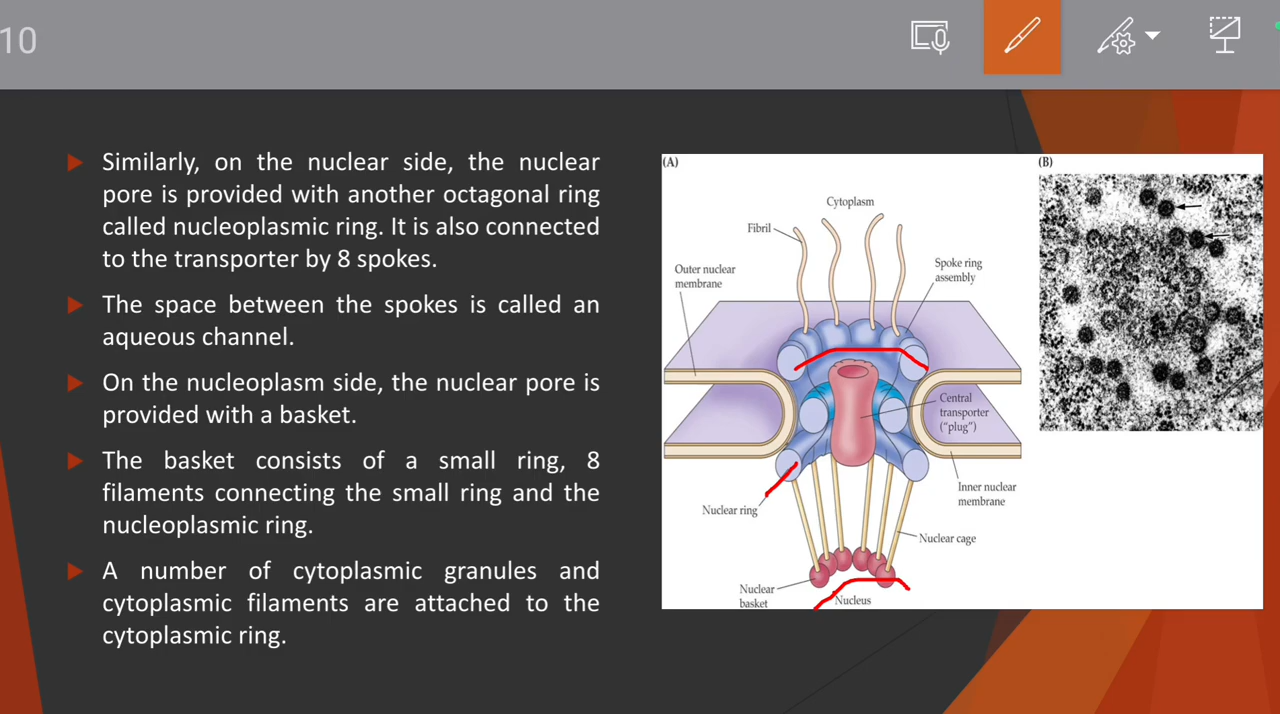 10
Similarly, on the nuclear side, the nuclear
pore is provided with another octagonal ring
called nucleoplasmic ring. It is also connected
to the transporter by 8 spokes.
The space between the spokes is called an
aqueous channel.
On the nucleoplasm side, the nuclear pore is
provided with a basket.
The basket consists of a small ring, 8
filaments connecting the small ring and the
nucleoplasmic ring.
A number of cytoplasmic granules and
cytoplasmic filaments are attached to the
cytoplasmic ring.
(A)
Cytoplasm
Fibril
Outer nuclear
membrane
Spoke ring
assembly
Central
transporter
("plug")
Inner nuclear
membrane
Nuclear ring
Nuclear cage
Nuclear
basket
Nucleus
(B)